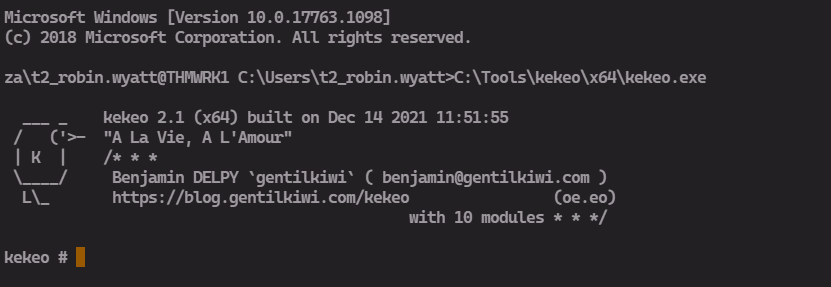 Microsoft Windows [Version 10.0.17763.1098]
(c) 2018 Microsoft Corporation. All rights reserved.

za\t2_robin.wyatt@THMWRK1 C:\Users\t2_robin.wyatt>C:\Tools\kekeo\x64\kekeo.exe

  ___ _    kekeo 2.1 (x64) built on Dec 14 2021 11:51:55
 /   ('>-  "A La Vie, A L'Amour"
 | K  |    /* * *
 \____/     Benjamin DELPY `gentilkiwi` ( benjamin@gentilkiwi.com )
  L\_       https://blog.gentilkiwi.com/kekeo                (oe.eo)
                                             with 10 modules * * */

kekeo #